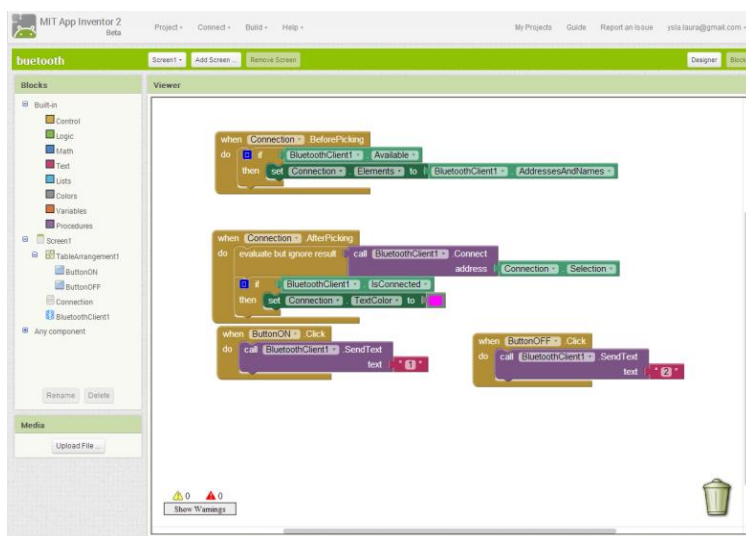 MIT App Inventor 2
Beta
Project Connect Build Help
My Projects Guide Report an Issue ysla.laura@gmail.com
buetooth
Screen1 Add Screen ... Remove Screen
Designer Block
Blocks
Viewer
Built-in
Control
Logic
Math
Text
Lists
Colors
Variables
Procedures
Screen1
TableArrangement1
ButtonON
ButtonOFF
Connection
BluetoothClient1
Any component
Rename Delete
Media
Upload File ...
when Connection .BeforePicking
do if BluetoothClient1 . Available
then set Connection . Elements to BluetoothClient1 . AddressesAndNames
when Connection .AfterPicking
do evaluate but ignore result call BluetoothClient1 .Connect
address Connection . Selection
if BluetoothClient1 . IsConnected
then set Connection . TextColor to
when ButtonON .Click
do call BluetoothClient1 .SendText
text " 1 "
when ButtonOFF .Click
do call BluetoothClient1 .SendText
text " 2 "
0 0
Show Warnings